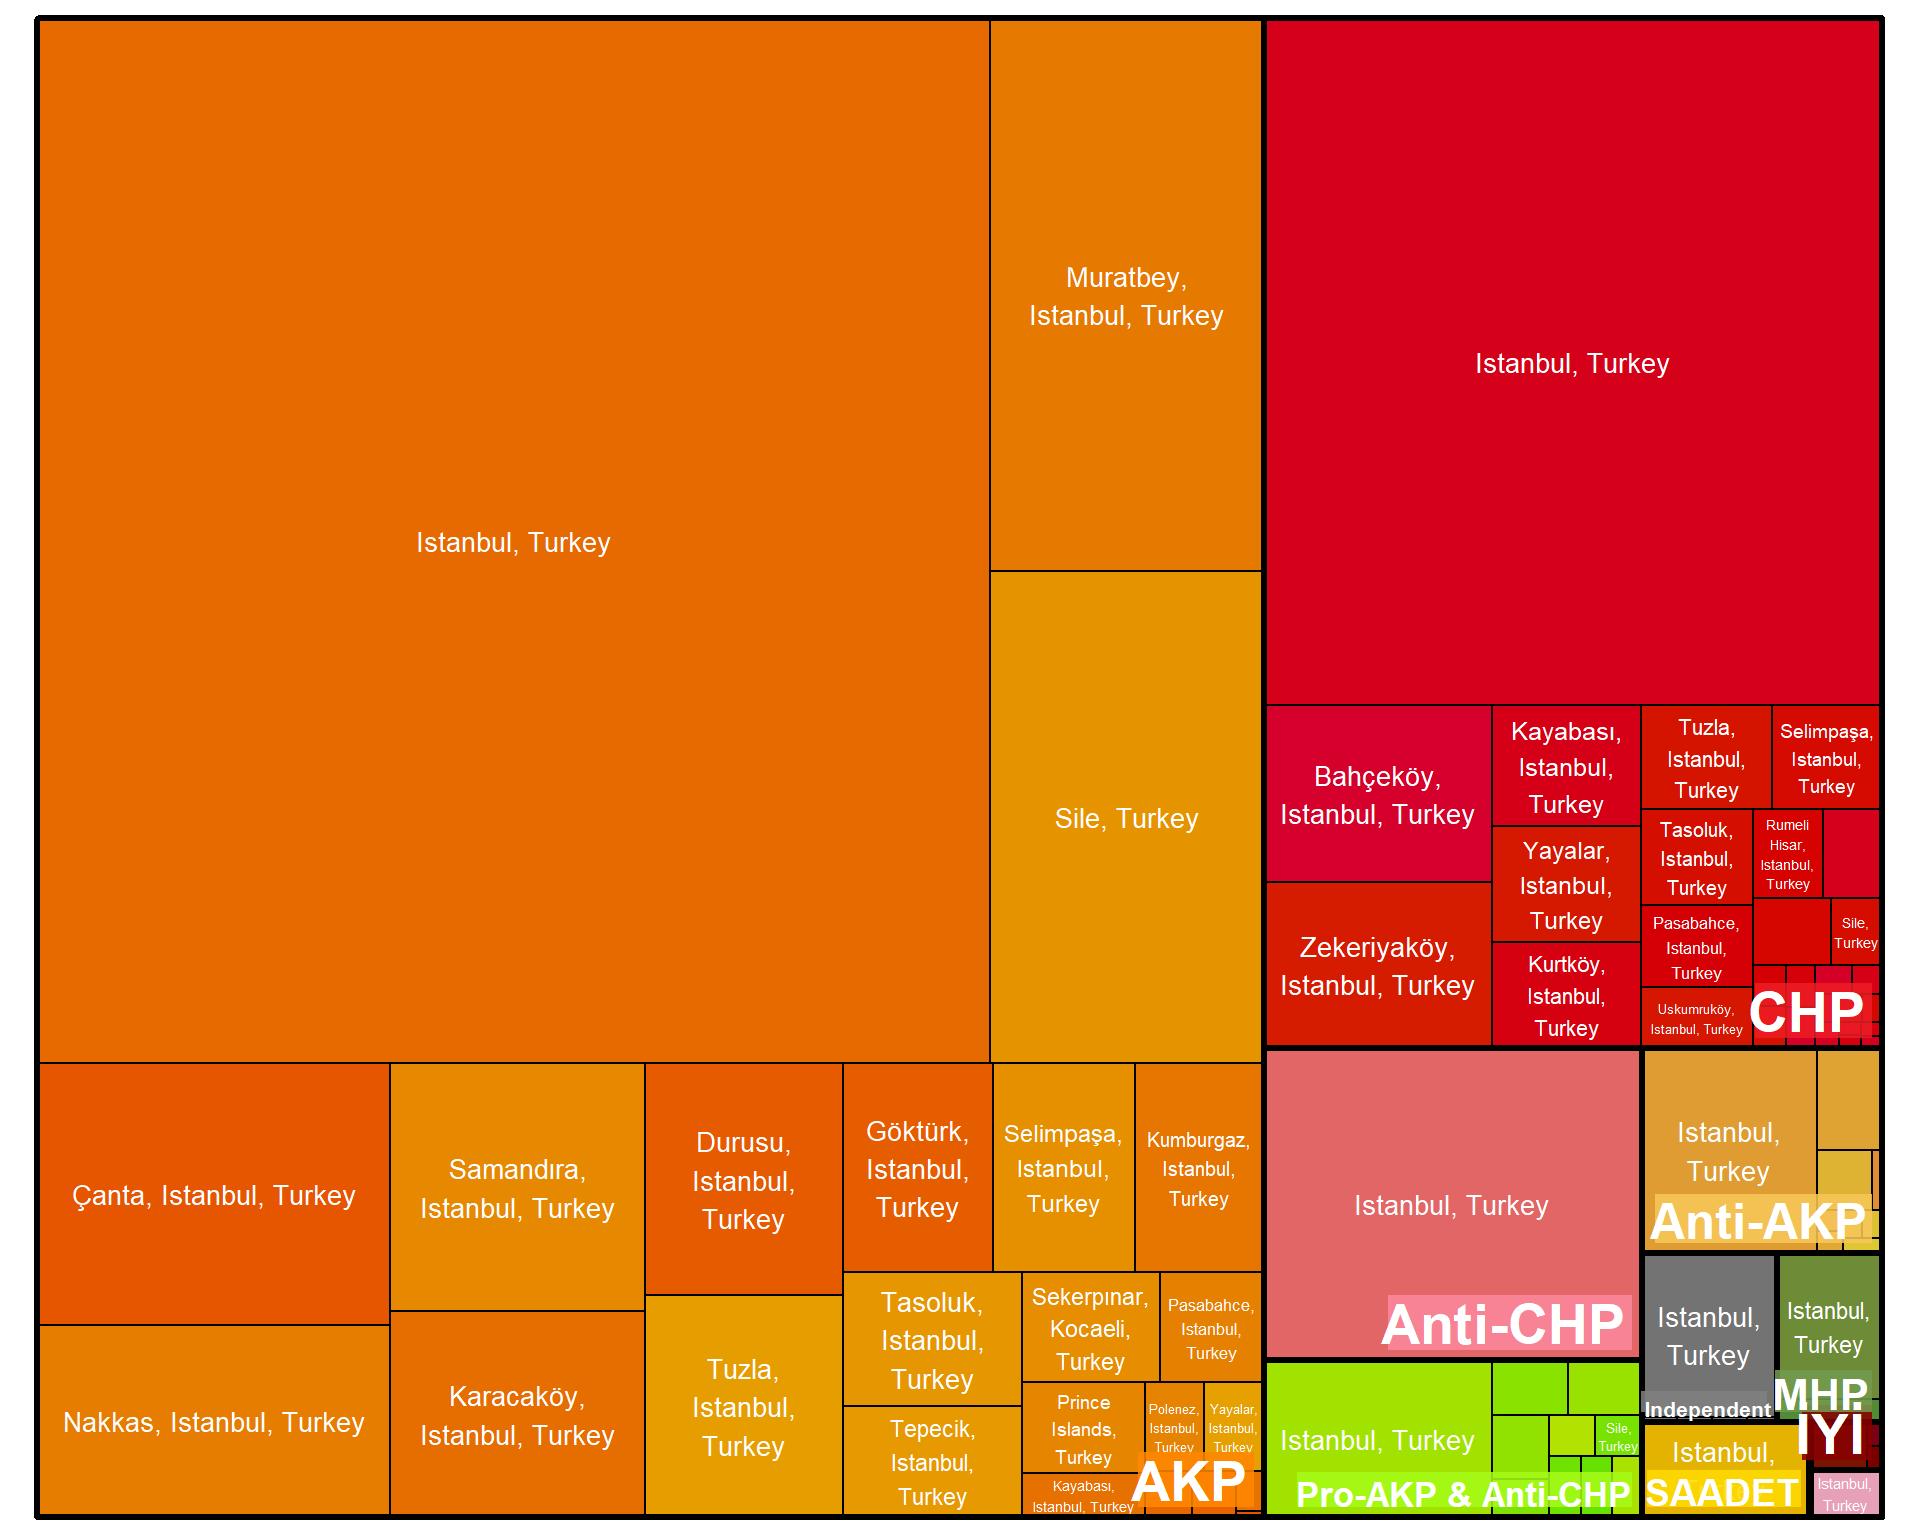 Istanbul, Turkey
Muratbey,
Istanbul, Turkey
Sile, Turkey
Çanta, Istanbul, Turkey
Nakkas, Istanbul, Turkey
Samandıra,
Istanbul, Turkey
Karacaköy,
Istanbul, Turkey
Durusu,
Istanbul,
Turkey
Tuzla,
Istanbul,
Turkey
Göktürk,
Istanbul,
Turkey
Selimpaşa,
Istanbul,
Turkey
Kumburgaz,
Istanbul,
Turkey
Tasoluk,
Istanbul,
Turkey
Tepecik,
Istanbul,
Turkey
Sekerpınar,
Kocaeli,
Turkey
Pasabahce,
Istanbul,
Turkey
Prince
Islands,
Turkey
Polenez,
Istanbul,
Turkey
Yayalar,
Istanbul,
Turkey
Kayabası,
Istanbul, Turkey
AKP
Istanbul, Turkey
Bahçeköy,
Istanbul, Turkey
Zekeriyaköy,
Istanbul, Turkey
Kayabası,
Istanbul,
Turkey
Yayalar,
Istanbul,
Turkey
Kurtköy,
Istanbul,
Turkey
Tuzla,
Istanbul,
Turkey
Selimpaşa,
Istanbul,
Turkey
Tasoluk,
Istanbul,
Turkey
Rumeli
Hisar,
Istanbul,
Turkey
Pasabahce,
Istanbul,
Turkey
Sile,
Turkey
Uskumruköy,
Istanbul, Turkey
CHP
Istanbul, Turkey
Anti-CHP
Istanbul, Turkey
Sile,
Turkey
Pro-AKP & Anti-CHP
Istanbul,
Turkey
Anti-AKP
Istanbul,
Turkey
Independent
Istanbul,
Turkey
MHP
IYİ
Istanbul,
SAADET
Istanbul,
Turkey